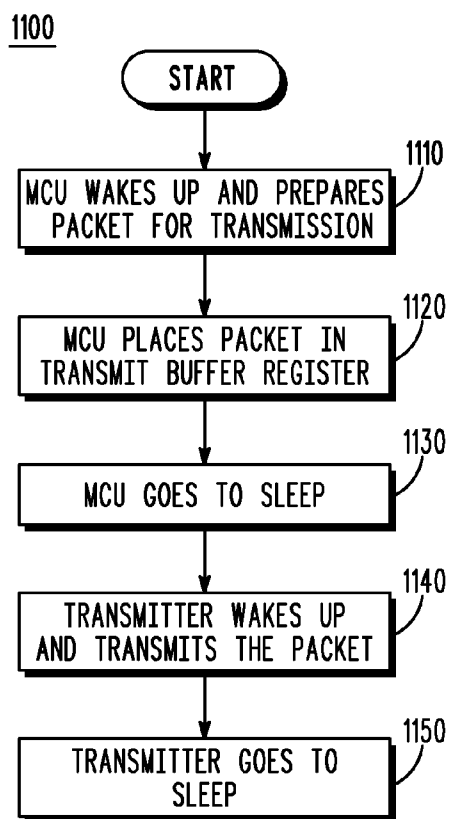 1100
START
1110
MCU WAKES UP AND PREPARES
PACKET FOR TRANSMISSION
1120
MCU PLACES PACKET IN
TRANSMIT BUFFER REGISTER
1130
MCU GOES TO SLEEP
1140
TRANSMITTER WAKES UP
AND TRANSMITS THE PACKET
1150
TRANSMITTER GOES TO
SLEEP